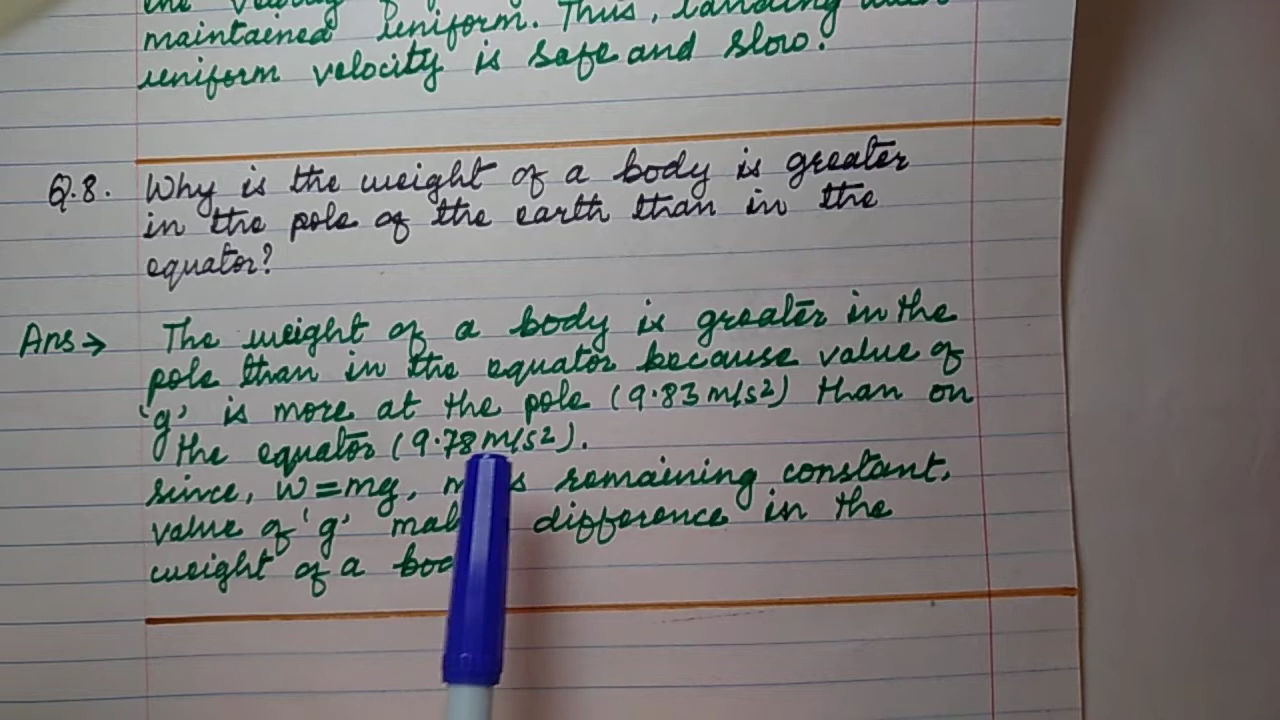 the velocity
maintained uniform. Thus, landing with
uniform velocity is safe and slow.
Q.8. Why is the weight of a body is greater
in the pole of the earth than in the
equator?
Ans → The weight of a body is greater in the
pole than in the equator because value of
'g' is more at the pole (9.83 m/s2) than on
the equator (9.78 m/s2).
since, w = mg, remaining constant,
value of 'g' difference in the
weight of a